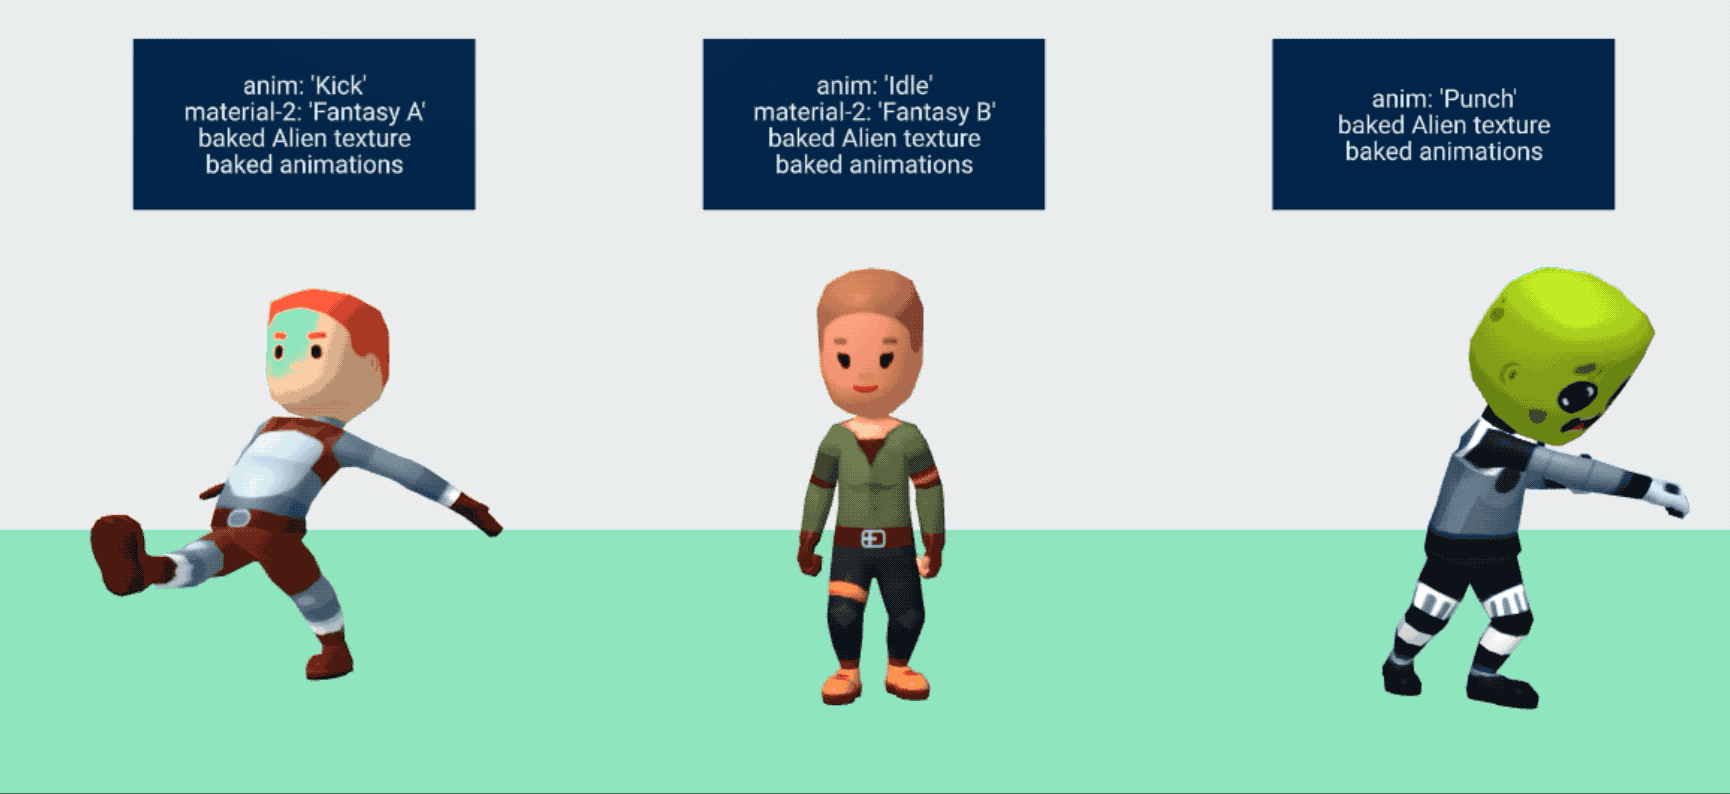 anim: 'Kick'
material-2: 'Fantasy A'
baked Alien texture
baked animations
anim: 'Idle'
material-2: 'Fantasy B'
baked Alien texture
baked animations
anim: 'Punch'
baked Alien texture
baked animations